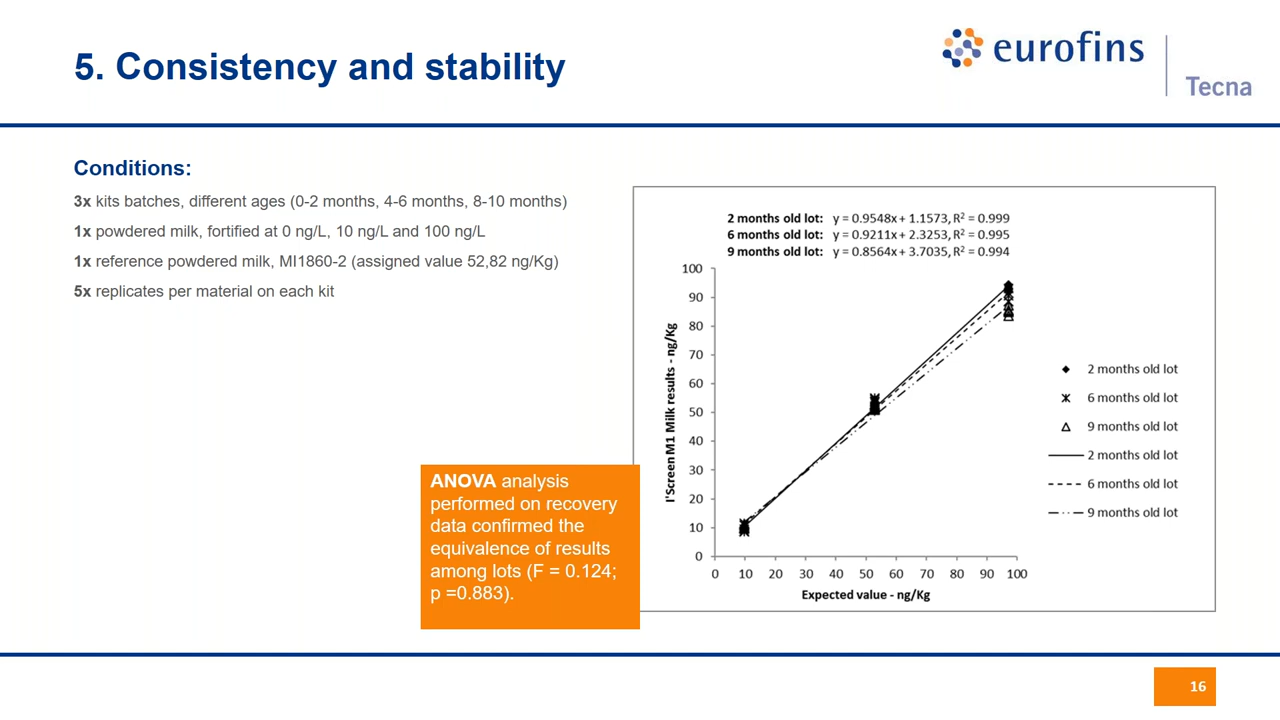 5. Consistency and stability
eurofins
Tecna
Conditions:
3x kits batches, different ages (0-2 months, 4-6 months, 8-10 months)
1x powdered milk, fortified at 0 ng/L, 10 ng/L and 100 ng/L
1x reference powdered milk, MI1860-2 (assigned value 52,82 ng/Kg)
5x replicates per material on each kit
ANOVA analysis
performed on recovery
data confirmed the
equivalence of results
among lots (F = 0.124;
p =0.883).
2 months old lot: y = 0.9548x + 1.1573, R² = 0.999
6 months old lot: y = 0.9211x + 2.3253, R² = 0.995
9 months old lot: y = 0.8564x + 3.7035, R² = 0.994
I'Screen M1 Milk results - ng/Kg
100
90
80
70
60
50
40
30
20
10
0
0 10 20 30 40 50 60 70 80 90 100
Expected value - ng/Kg
2 months old lot
6 months old lot
9 months old lot
2 months old lot
6 months old lot
9 months old lot
16